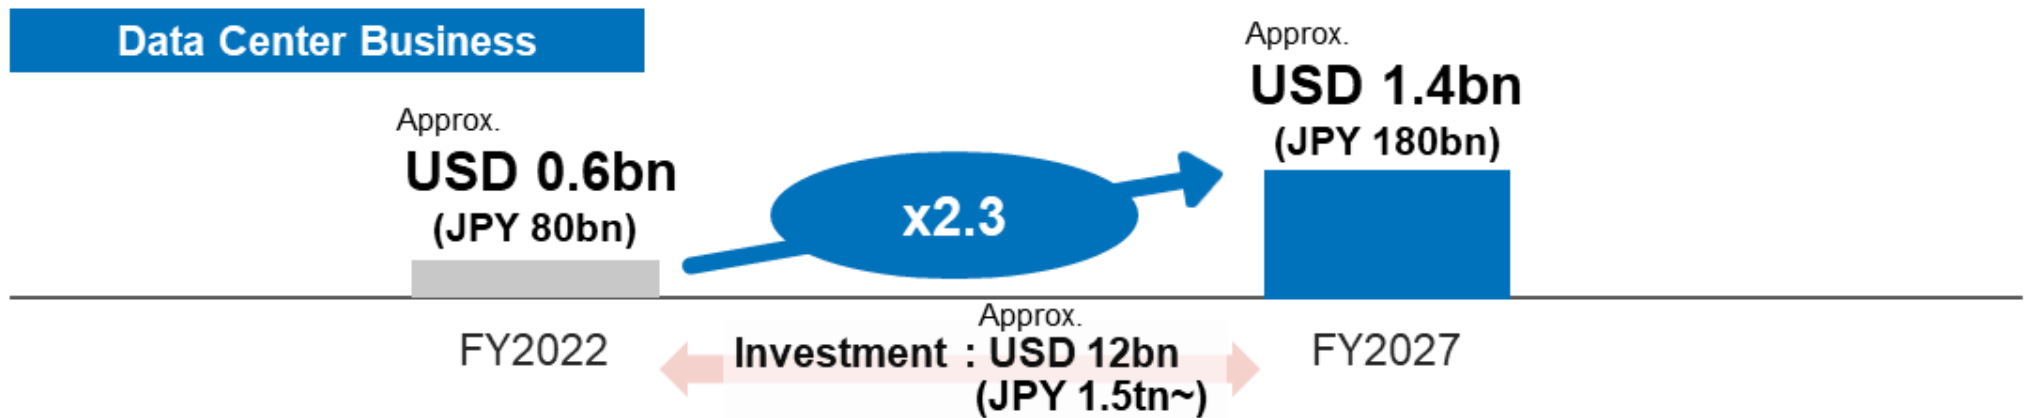 Data Center Business
Approx.
USD 0.6bn
(JPY 80bn)
x2.3
Approx.
USD 1.4bn
(JPY 180bn)
FY2022
Approx.
Investment : USD 12bn
(JPY 1.5tn~)
FY2027